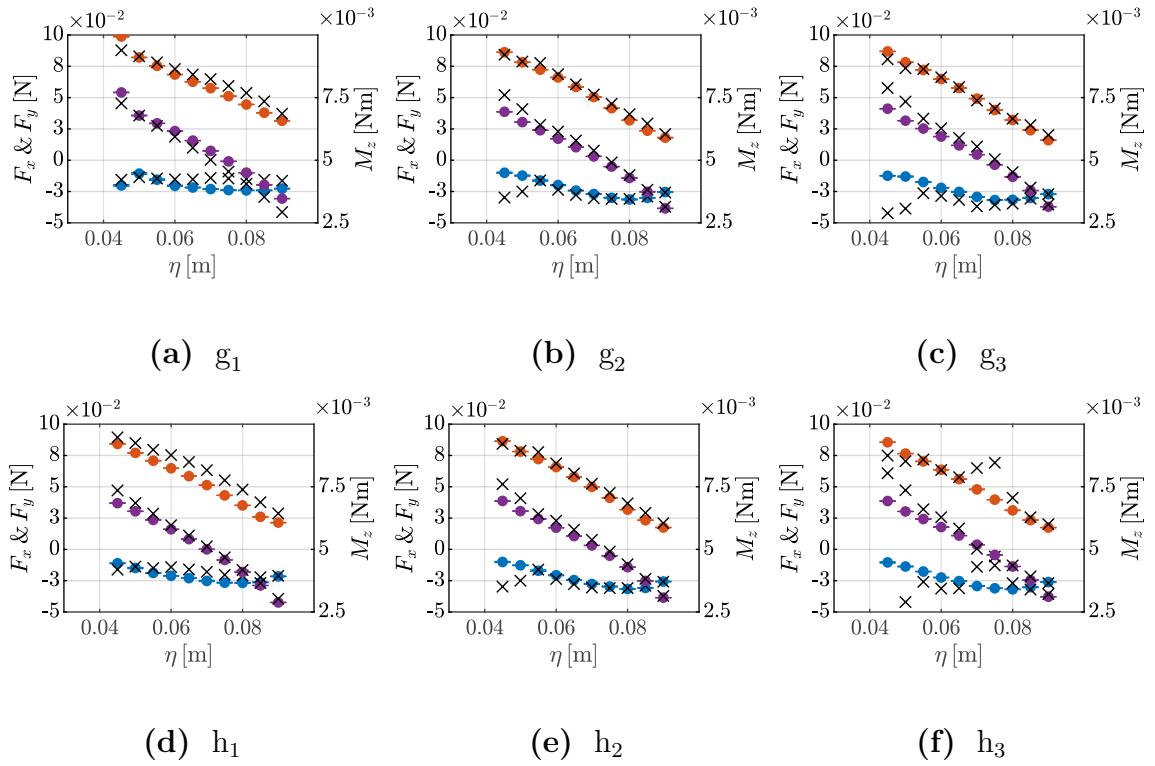 ×10⁻² ×10⁻³
10 8 5 3 0 -3 -5
F_x & F_y [N]
7.5 5 2.5
M_z [Nm]
0.04 0.06 0.08
η [m]
×10⁻² ×10⁻³
10 8 5 3 0 -3 -5
F_x & F_y [N]
7.5 5 2.5
M_z [Nm]
0.04 0.06 0.08
η [m]
×10⁻² ×10⁻³
10 8 5 3 0 -3 -5
F_x & F_y [N]
7.5 5 2.5
M_z [Nm]
0.04 0.06 0.08
η [m]
(a) g₁
(b) g₂
(c) g₃
×10⁻² ×10⁻³
10 8 5 3 0 -3 -5
F_x & F_y [N]
7.5 5 2.5
M_z [Nm]
0.04 0.06 0.08
η [m]
×10⁻² ×10⁻³
10 8 5 3 0 -3 -5
F_x & F_y [N]
7.5 5 2.5
M_z [Nm]
0.04 0.06 0.08
η [m]
×10⁻² ×10⁻³
10 8 5 3 0 -3 -5
F_x & F_y [N]
7.5 5 2.5
M_z [Nm]
0.04 0.06 0.08
η [m]
(d) h₁
(e) h₂
(f) h₃